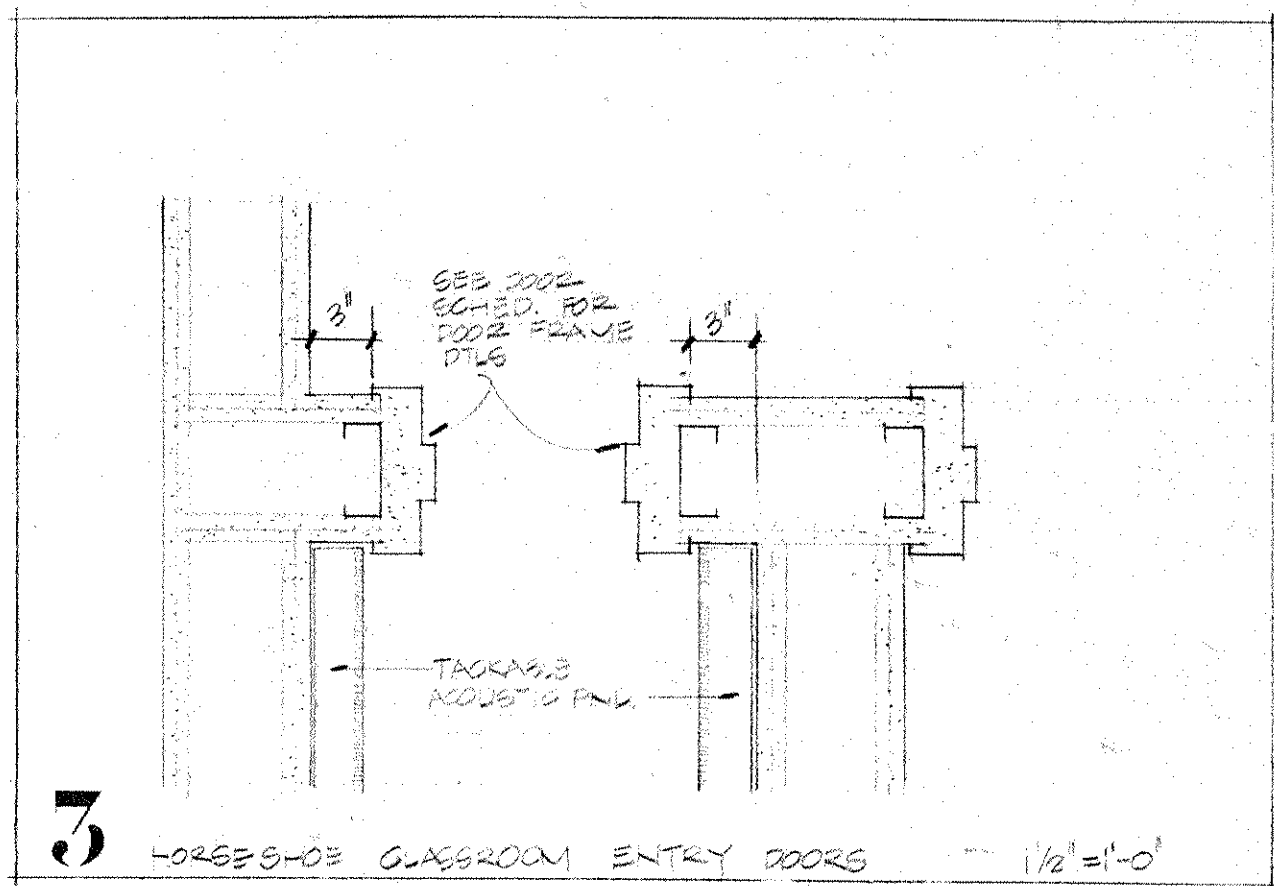 SEE DOOR
SCHED. FOR
DOOR FRAME
DTLS
3"
3"
TACKABLE
ACOUSTIC PNL.
3 HORSESHOE CLASSROOM ENTRY DOORS - 1 1/2" = 1'-0"